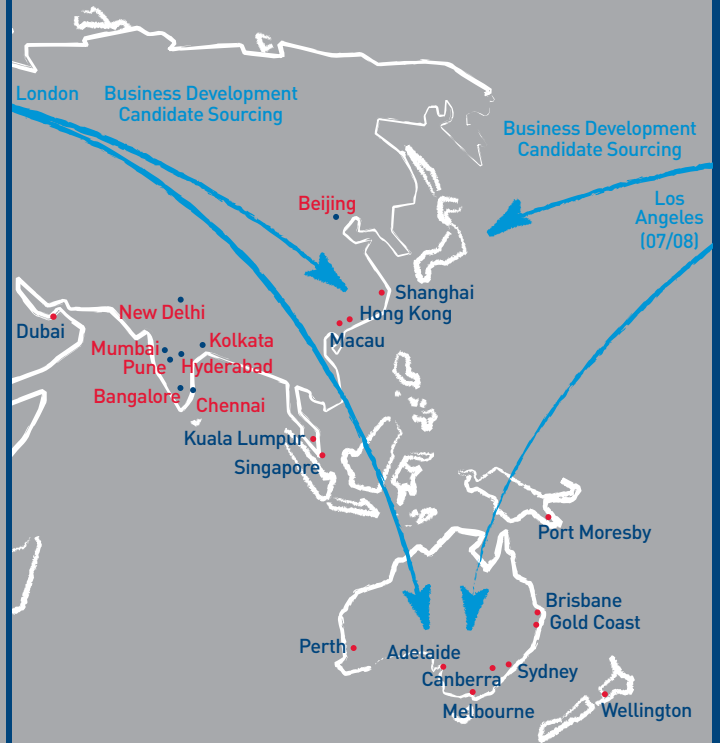 London
Business Development
Candidate Sourcing
Business Development
Candidate Sourcing
Los
Angeles
(07/08)
Beijing
Shanghai
Hong Kong
Macau
New Delhi
Dubai
Mumbai
Kolkata
Pune
Hyderabad
Bangalore
Chennai
Kuala Lumpur
Singapore
Port Moresby
Brisbane
Gold Coast
Perth
Adelaide
Canberra
Sydney
Melbourne
Wellington